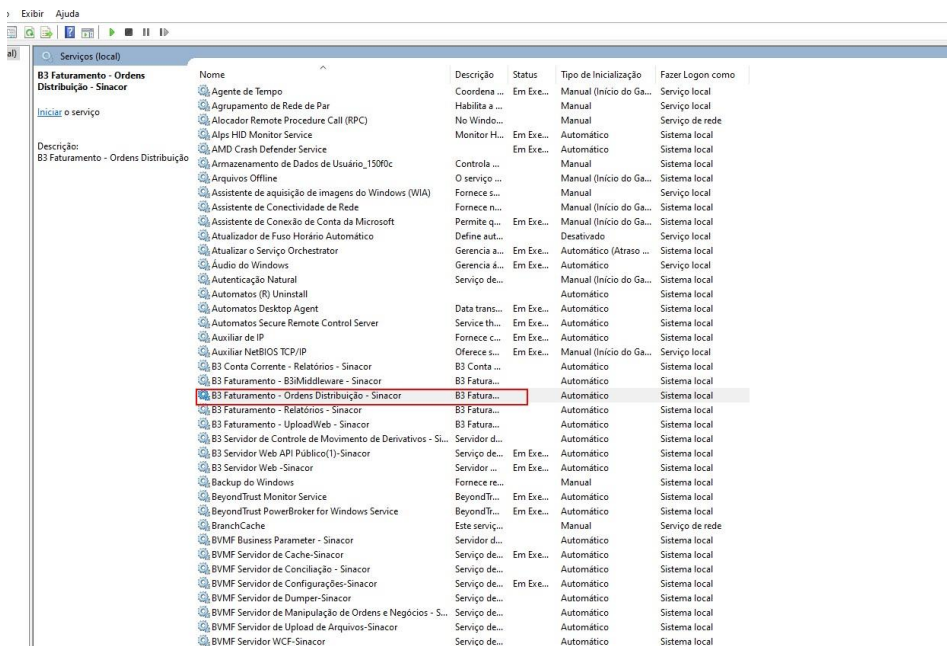 Exibir Ajuda
al)
Serviços (local)
B3 Faturamento - Ordens
Distribuição - Sinacor
Iniciar o serviço
Descrição:
B3 Faturamento - Ordens Distribuição
Nome Descrição Status Tipo de Inicialização Fazer Logon como
Agente de Tempo Coordena ... Em Exe... Manual (Início do Ga... Serviço local
Agrupamento de Rede de Par Habilita a ... Manual Serviço local
Alocador Remote Procedure Call (RPC) No Windo... Manual Serviço de rede
Alps HID Monitor Service Monitor H... Em Exe... Automático Sistema local
AMD Crash Defender Service Em Exe... Automático Sistema local
Armazenamento de Dados de Usuário_150f0c Controla ... Manual Sistema local
Arquivos Offline O serviço ... Manual (Início do Ga... Sistema local
Assistente de aquisição de imagens do Windows (WIA) Fornece s... Manual Serviço local
Assistente de Conectividade de Rede Fornece n... Manual (Início do Ga... Sistema local
Assistente de Conexão de Conta da Microsoft Permite q... Em Exe... Manual (Início do Ga... Sistema local
Atualizador de Fuso Horário Automático Define aut... Desativado Serviço local
Atualizar o Serviço Orchestrator Gerencia a... Em Exe... Automático (Atraso ... Sistema local
Áudio do Windows Gerencia á... Em Exe... Automático Serviço local
Autenticação Natural Serviço de... Manual (Início do Ga... Sistema local
Automatos (R) Uninstall Automático Sistema local
Automatos Desktop Agent Data trans... Em Exe... Automático Sistema local
Automatos Secure Remote Control Server Service th... Em Exe... Automático Sistema local
Auxiliar de IP Fornece c... Em Exe... Automático Sistema local
Auxiliar NetBIOS TCP/IP Oferece s... Em Exe... Manual (Início do Ga... Serviço local
B3 Conta Corrente - Relatórios - Sinacor B3 Conta ... Automático Sistema local
B3 Faturamento - B3iMiddleware - Sinacor B3 Fatura... Automático Sistema local
B3 Faturamento - Ordens Distribuição - Sinacor B3 Fatura... Automático Sistema local
B3 Faturamento - Relatórios - Sinacor B3 Fatura... Automático Sistema local
B3 Faturamento - UploadWeb - Sinacor B3 Fatura... Automático Sistema local
B3 Servidor de Controle de Movimento de Derivativos - Si... Servidor d... Automático Sistema local
B3 Servidor Web API Público(1)-Sinacor Serviço de... Em Exe... Automático Sistema local
B3 Servidor Web -Sinacor Servidor ... Em Exe... Automático Sistema local
Backup do Windows Fornece re... Manual Sistema local
BeyondTrust Monitor Service BeyondTr... Em Exe... Automático Sistema local
BeyondTrust PowerBroker for Windows Service BeyondTr... Em Exe... Automático Sistema local
BranchCache Este serviç... Manual Serviço de rede
BVMF Business Parameter - Sinacor Servidor d... Automático Sistema local
BVMF Servidor de Cache-Sinacor Serviço de... Em Exe... Automático Sistema local
BVMF Servidor de Conciliação - Sinacor Serviço de... Automático Sistema local
BVMF Servidor de Configurações-Sinacor Serviço de... Em Exe... Automático Sistema local
BVMF Servidor de Dumper-Sinacor Serviço de... Automático Sistema local
BVMF Servidor de Manipulação de Ordens e Negócios - S... Serviço de... Automático Sistema local
BVMF Servidor de Upload de Arquivos-Sinacor Serviço de... Automático Sistema local
BVMF Servidor WCF-Sinacor Serviço de... Automático Sistema local